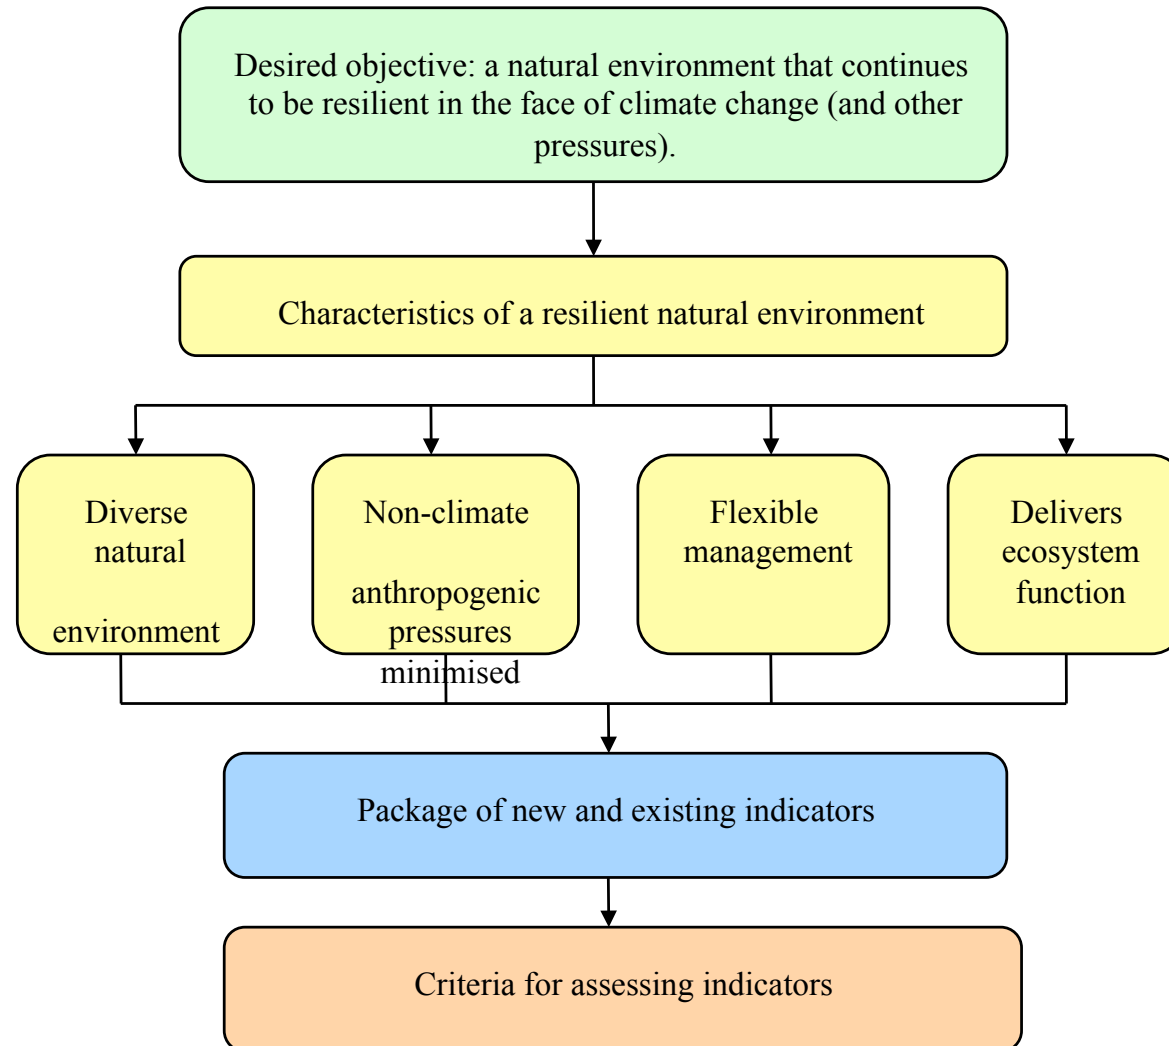 Desired objective: a natural environment that continues
to be resilient in the face of climate change (and other
pressures).
Characteristics of a resilient natural environment
Diverse
natural
environment
Non-climate
anthropogenic
pressures
minimised
Flexible
management
Delivers
ecosystem
function
Package of new and existing indicators
Criteria for assessing indicators